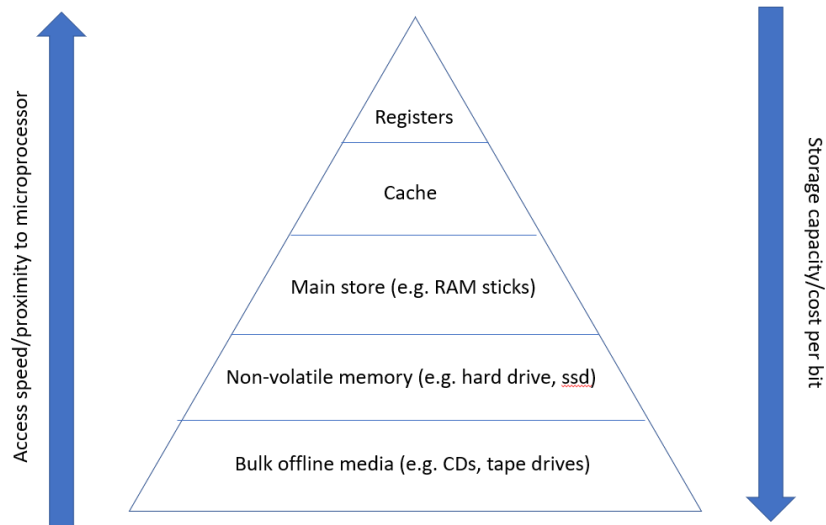 Access speed/proximity to microprocessor
Registers
Cache
Main store (e.g. RAM sticks)
Non-volatile memory (e.g. hard drive, ssd)
Bulk offline media (e.g. CDs, tape drives)
Storage capacity/cost per bit